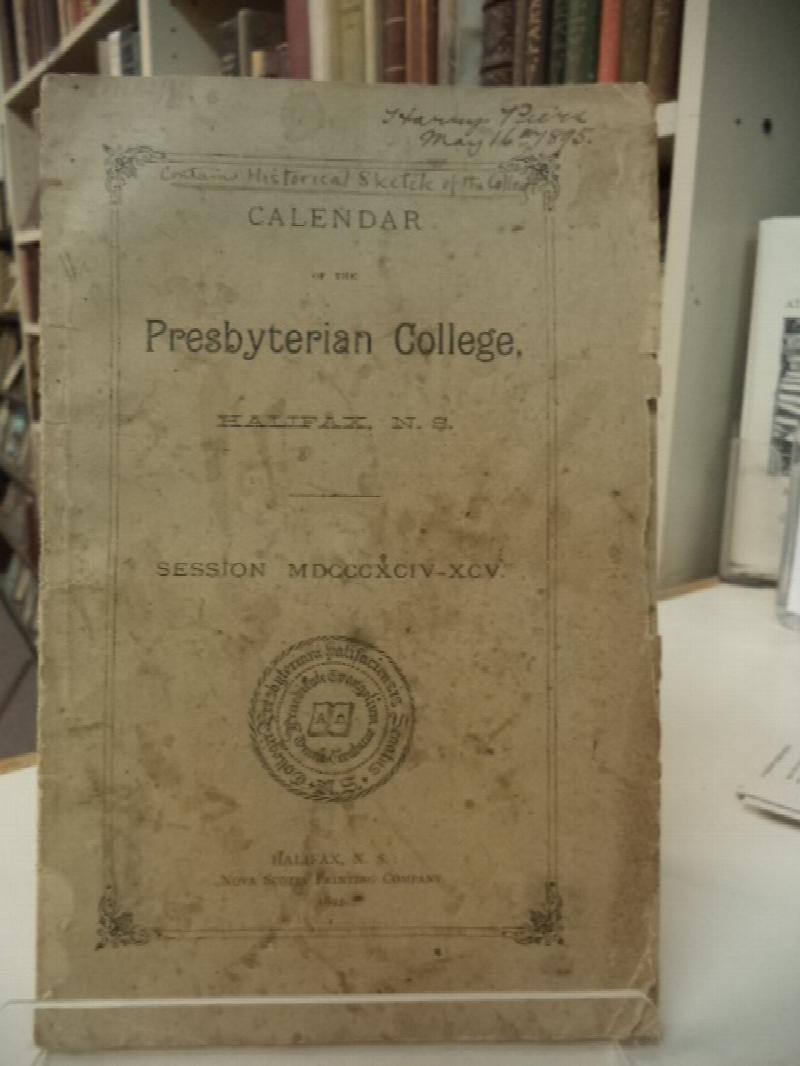 Harry Piers
May 16th, 1895.
Contains Historical Sketch of the College
CALENDAR
OF THE
Presbyterian College,
HALIFAX, N. S.
SESSION MDCCCXCIV-XCV.
HALIFAX, N. S.:
NOVA SCOTIA PRINTING COMPANY